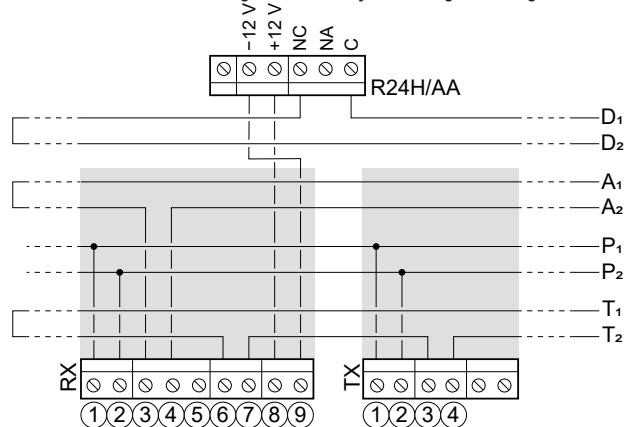 −12 V
+12 V
NC
NA
C
R24H/AA
D₁
D₂
A₁
A₂
P₁
P₂
T₁
T₂
RX
TX
① ② ③ ④ ⑤ ⑥ ⑦ ⑧ ⑨
① ② ③ ④